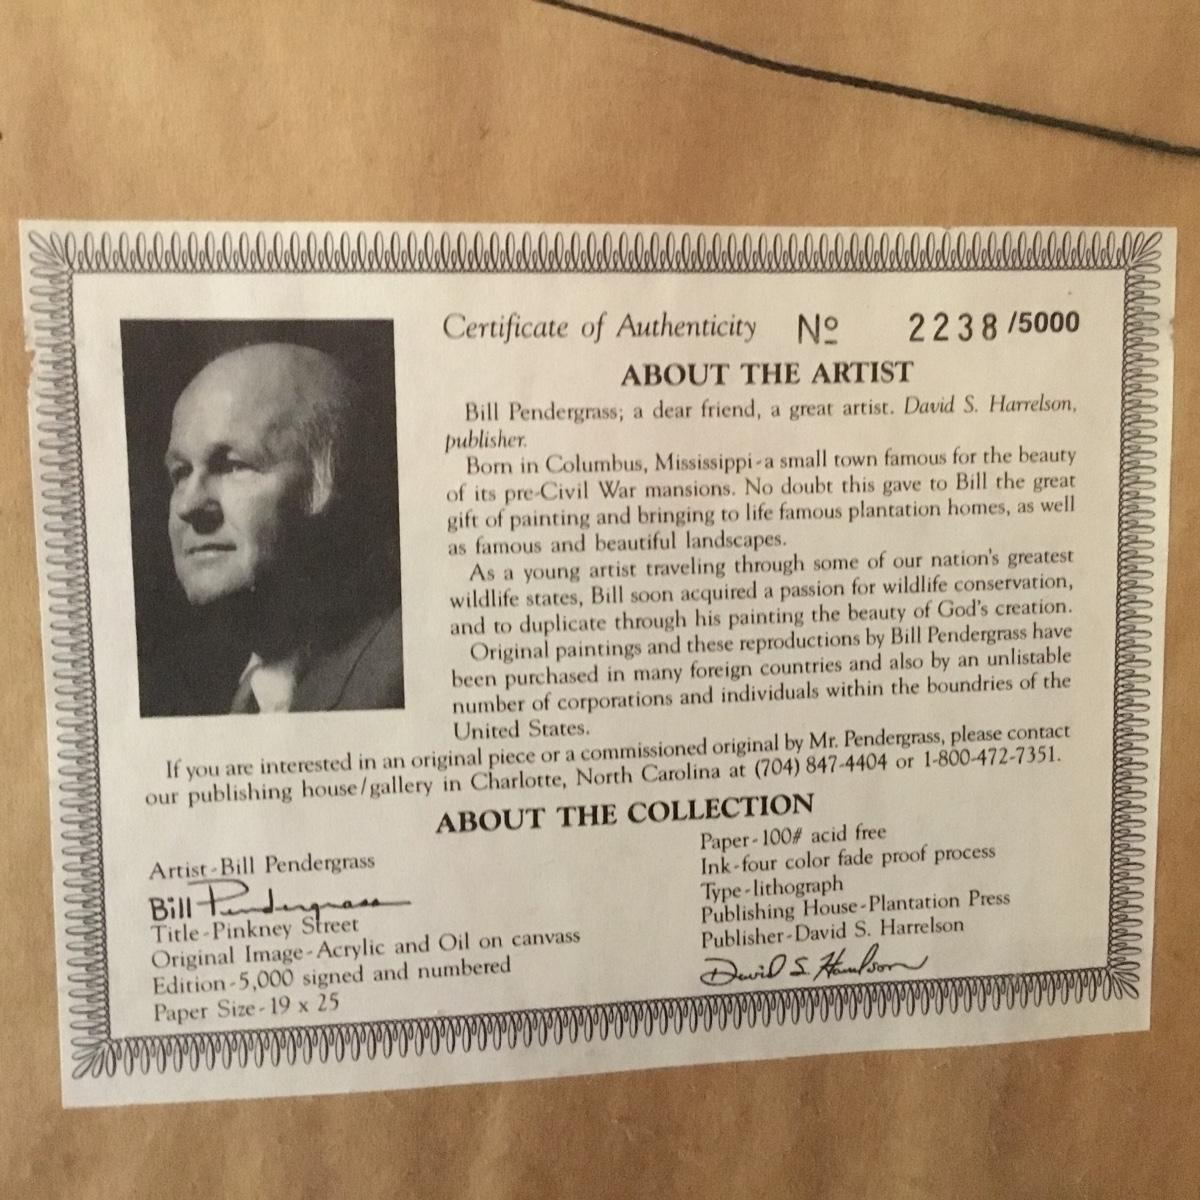 Certificate of Authenticity Nº 2238/5000
ABOUT THE ARTIST
Bill Pendergrass; a dear friend, a great artist. David S. Harrelson,
publisher.
Born in Columbus, Mississippi-a small town famous for the beauty
of its pre-Civil War mansions. No doubt this gave to Bill the great
gift of painting and bringing to life famous plantation homes, as well
as famous and beautiful landscapes.
As a young artist traveling through some of our nation's greatest
wildlife states, Bill soon acquired a passion for wildlife conservation,
and to duplicate through his painting the beauty of God's creation.
Original paintings and these reproductions by Bill Pendergrass have
been purchased in many foreign countries and also by an unlistable
number of corporations and individuals within the boundries of the
United States.
If you are interested in an original piece or a commissioned original by Mr. Pendergrass, please contact
our publishing house/gallery in Charlotte, North Carolina at (704) 847-4404 or 1-800-472-7351.
ABOUT THE COLLECTION
Artist-Bill Pendergrass
Bill Pendergrass
Title-Pinkney Street
Original Image-Acrylic and Oil on canvass
Edition-5,000 signed and numbered
Paper Size-19 x 25
Paper-100# acid free
Ink-four color fade proof process
Type-lithograph
Publishing House-Plantation Press
Publisher-David S. Harrelson
David S. Harrelson